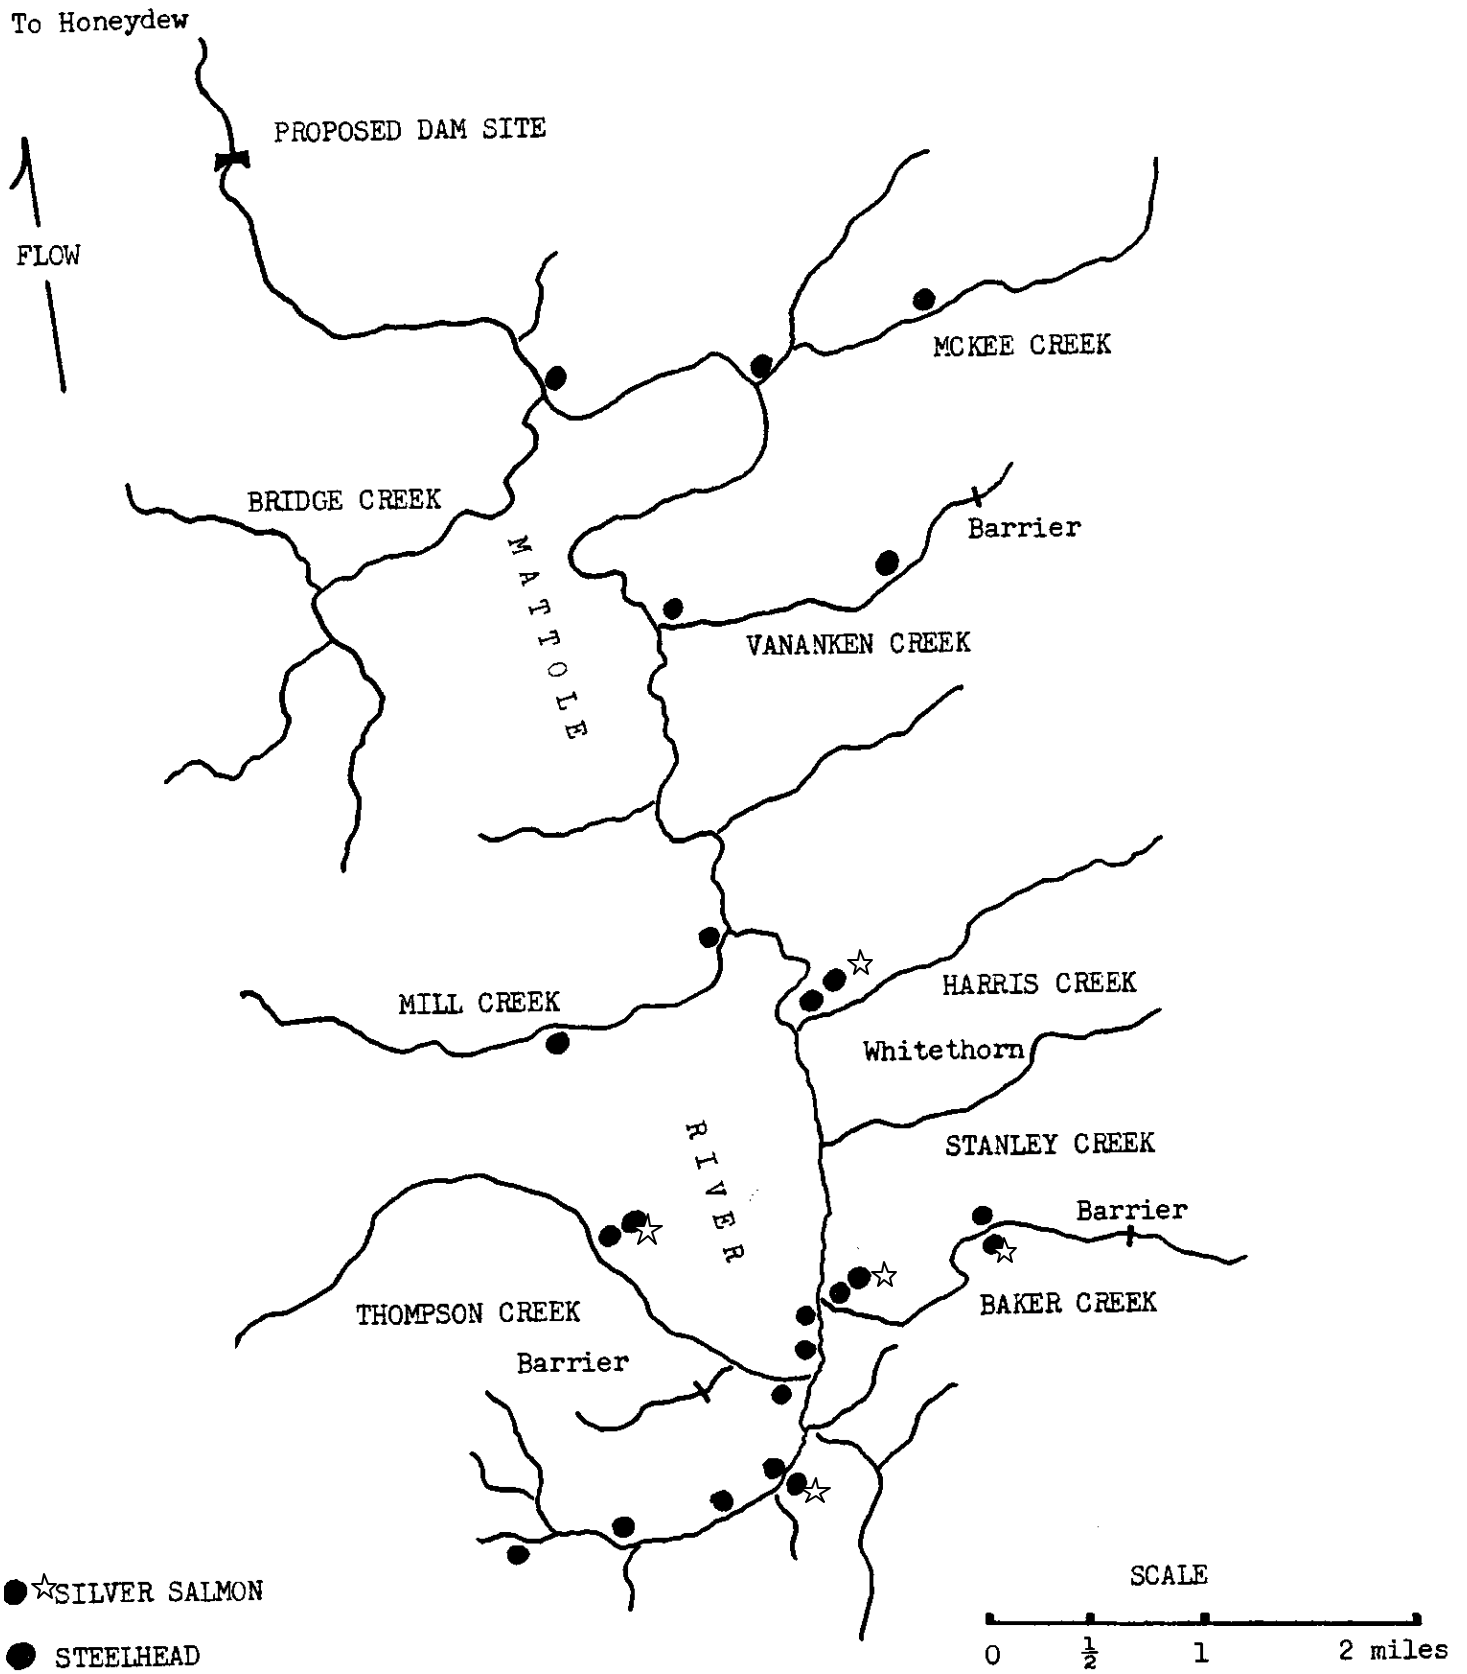 To Honeydew
PROPOSED DAM SITE
FLOW
MCKEE CREEK
BRIDGE CREEK
Barrier
MATTOLE
VANANKEN CREEK
HARRIS CREEK
MILL CREEK
Whitethorn
RIVER
STANLEY CREEK
Barrier
BAKER CREEK
THOMPSON CREEK
Barrier
SCALE
0 ½ 1 2 miles
SILVER SALMON
STEELHEAD